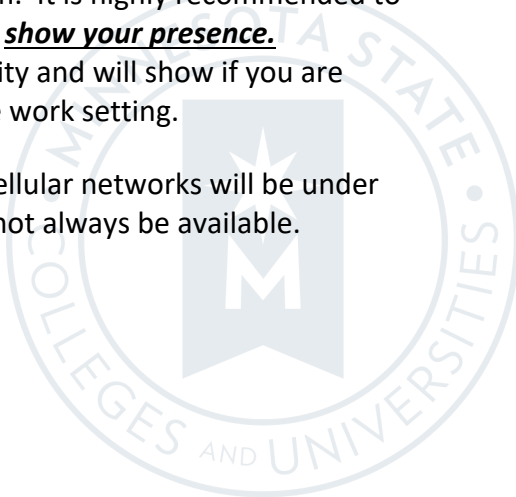 n? It is highly recommended to
show your presence.
ity and will show if you are
work setting.
ellular networks will be under
not always be available.
MINNESOTA STATE
COLLEGES AND UNIVERSITIES
M